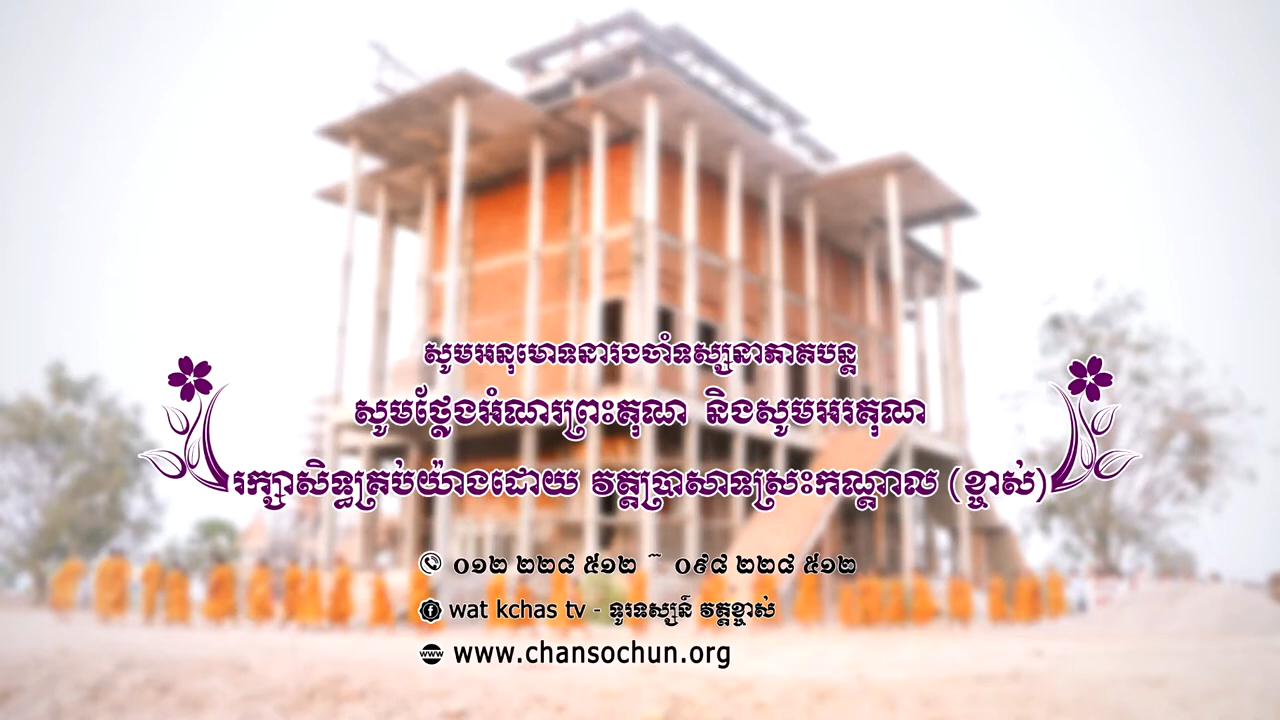 សូមអនុមោទនារងចាំទស្សនាភាគបន្ត
សូមថ្លែងអំណរព្រះគុណ និងសូមអរគុណ
រក្សាសិទ្ធគ្រប់យ៉ាងដោយ វត្តប្រាសាទស្រះកណ្ដាល (ខ្ចាស់)
០១២ ២២៨ ៥១២ ~ ០៩៨ ២២៨ ៥១២
wat kchas tv - ទូរទស្សន៍ វត្តខ្ចាស់
www.chansochun.org